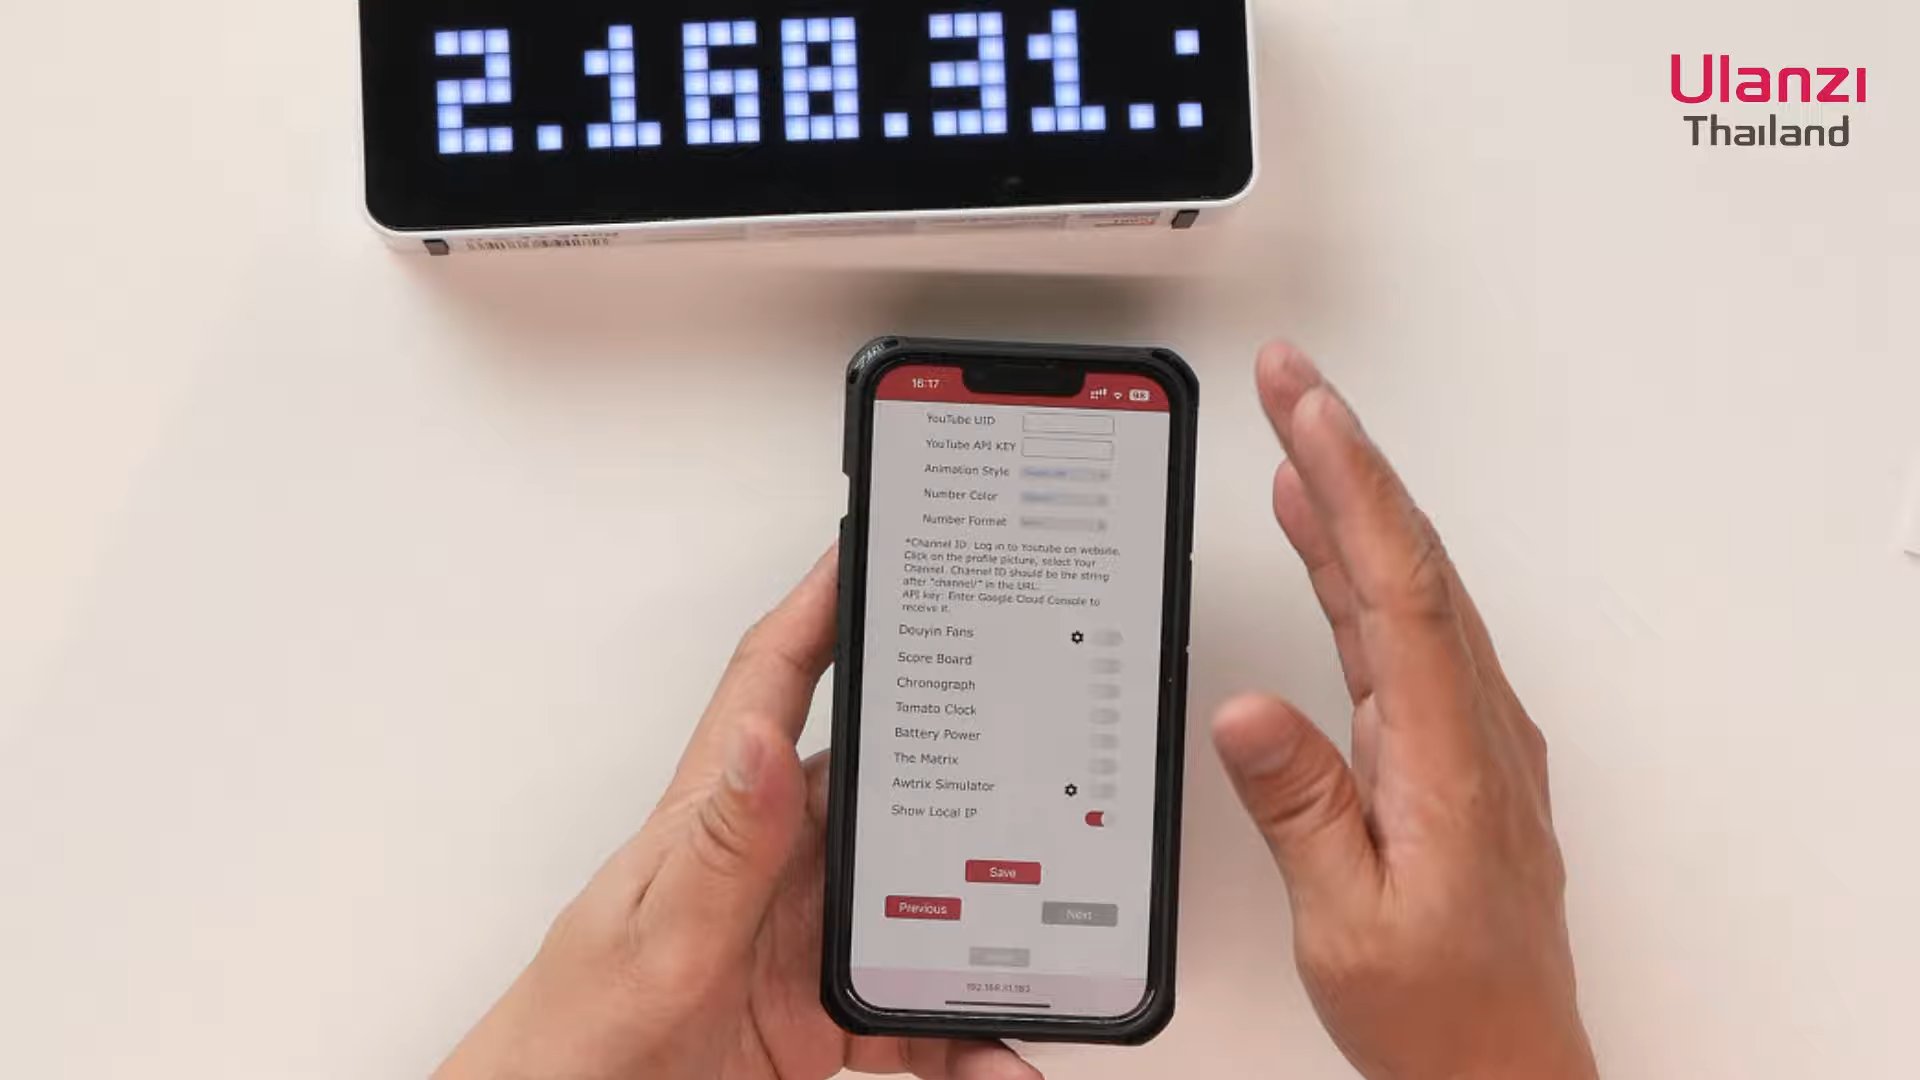 2.168.31.:
Ulanzi
Thailand
16:17
98
YouTube UID
YouTube API KEY
Animation Style
Number Color
Number Format
*Channel ID: Log in to Youtube on website.
Click on the profile picture, select Your
Channel. Channel ID should be the string
after "channel/" in the URL.
API key: Enter Google Cloud Console to
receive it.
Douyin Fans
Score Board
Chronograph
Tomato Clock
Battery Power
The Matrix
Awtrix Simulator
Show Local IP
Save
Previous
Next